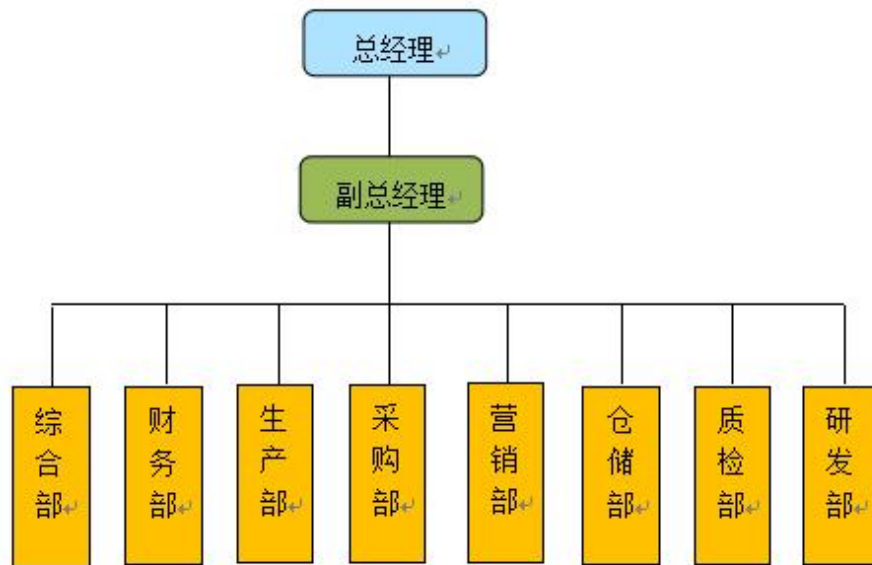 总经理
副总经理
综合部
财务部
生产部
采购部
营销部
仓储部
质检部
研发部